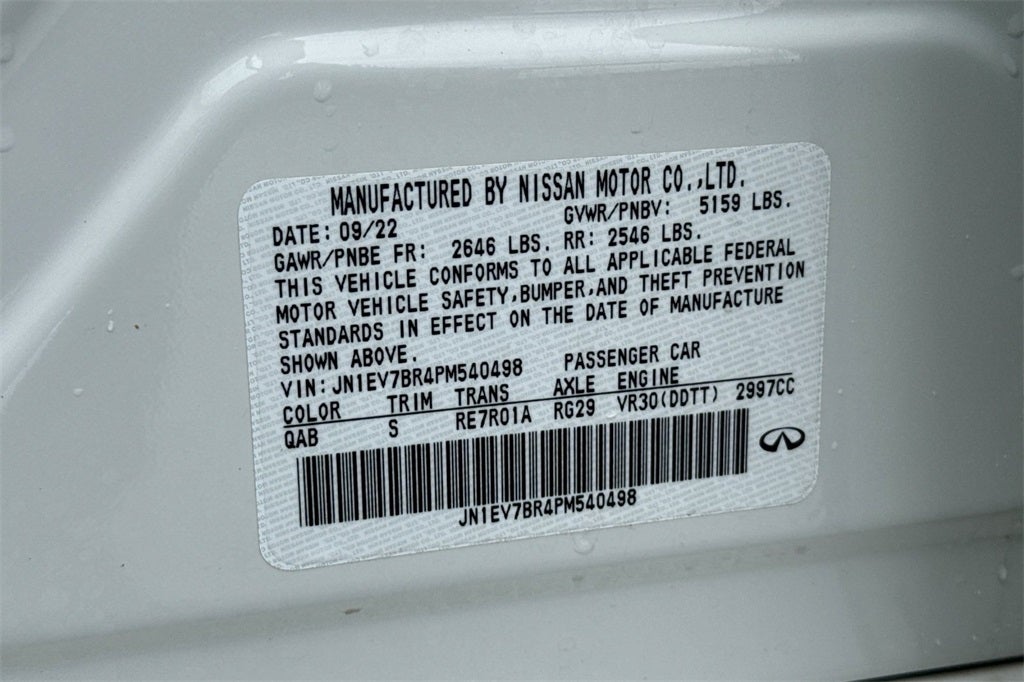 MANUFACTURED BY NISSAN MOTOR CO.,LTD.
DATE: 09/22 GVWR/PNBV: 5159 LBS.
GAWR/PNBE FR: 2646 LBS. RR: 2546 LBS.
THIS VEHICLE CONFORMS TO ALL APPLICABLE FEDERAL
MOTOR VEHICLE SAFETY,BUMPER,AND THEFT PREVENTION
STANDARDS IN EFFECT ON THE DATE OF MANUFACTURE
SHOWN ABOVE.
VIN: JN1EV7BR4PM540498 PASSENGER CAR
COLOR TRIM TRANS AXLE ENGINE
QAB S RE7R01A RG29 VR30(DDTT) 2997CC
JN1EV7BR4PM540498